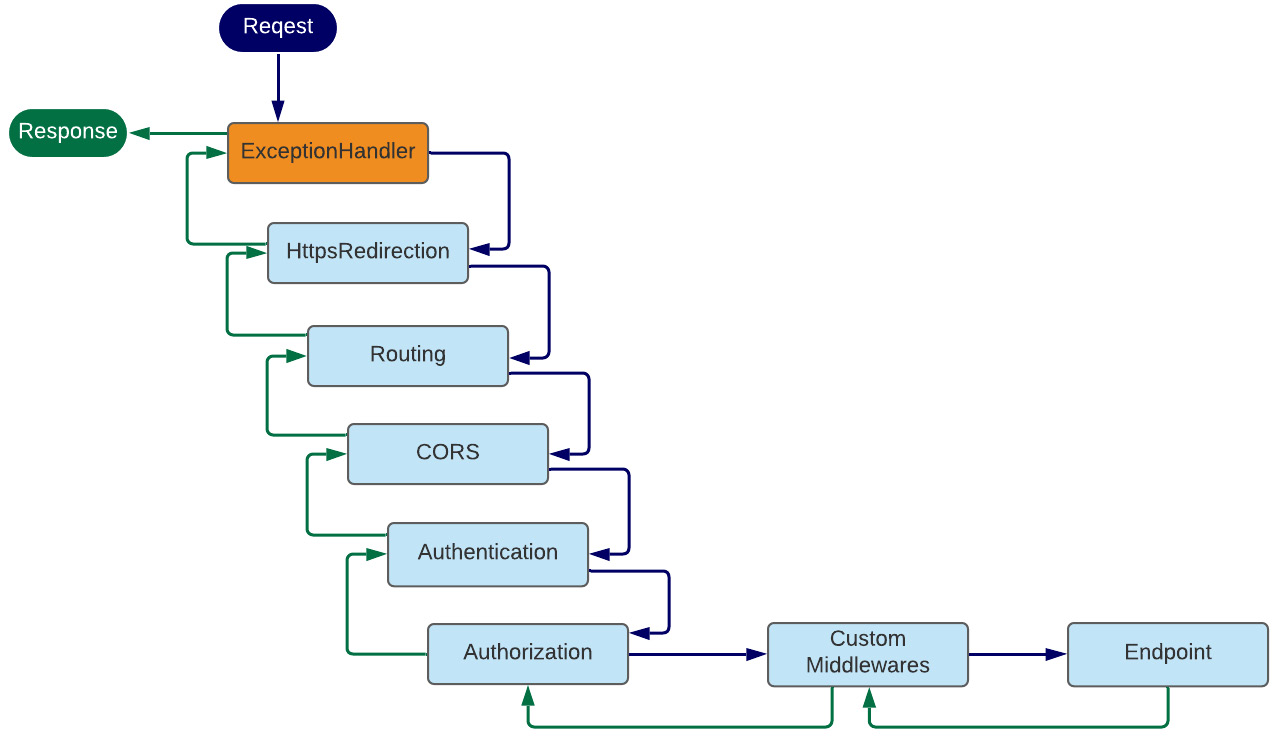 Reqest
Response
ExceptionHandler
HttpsRedirection
Routing
CORS
Authentication
Authorization
Custom
Middlewares
Endpoint